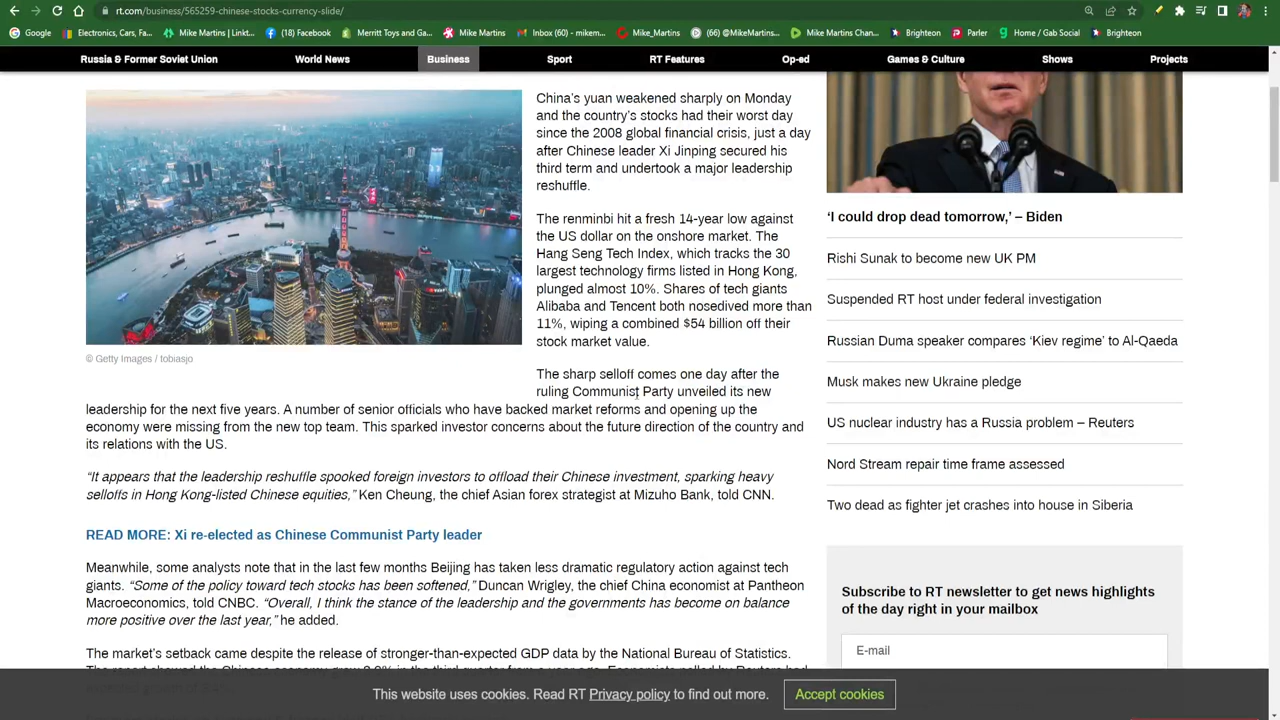 rt.com/business/565259-chinese-stocks-currency-slide/
Google
Electronics, Cars, Fa...
Mike Martins | Linkt...
(18) Facebook
Merritt Toys and Ga...
Mike Martins
Inbox (60) - mikem...
Mike_Martins
(66) @MikeMartins...
Mike Martins Chan...
Brighteon
Parler
Home / Gab Social
Brighteon
Russia & Former Soviet Union
World News
Business
Sport
RT Features
Op-ed
Games & Culture
Shows
Projects
China's yuan weakened sharply on Monday
and the country's stocks had their worst day
since the 2008 global financial crisis, just a day
after Chinese leader Xi Jinping secured his
third term and undertook a major leadership
reshuffle.
The renminbi hit a fresh 14-year low against
the US dollar on the onshore market. The
Hang Seng Tech Index, which tracks the 30
largest technology firms listed in Hong Kong,
plunged almost 10%. Shares of tech giants
Alibaba and Tencent both nosedived more than
11%, wiping a combined $54 billion off their
stock market value.
© Getty Images / tobiasjo
The sharp selloff comes one day after the
ruling Communist Party unveiled its new
leadership for the next five years. A number of senior officials who have backed market reforms and opening up the
economy were missing from the new top team. This sparked investor concerns about the future direction of the country and
its relations with the US.
“It appears that the leadership reshuffle spooked foreign investors to offload their Chinese investment, sparking heavy
selloffs in Hong Kong-listed Chinese equities,” Ken Cheung, the chief Asian forex strategist at Mizuho Bank, told CNN.
READ MORE: Xi re-elected as Chinese Communist Party leader
Meanwhile, some analysts note that in the last few months Beijing has taken less dramatic regulatory action against tech
giants. “Some of the policy toward tech stocks has been softened,” Duncan Wrigley, the chief China economist at Pantheon
Macroeconomics, told CNBC. “Overall, I think the stance of the leadership and the governments has become on balance
more positive over the last year,” he added.
The market's setback came despite the release of stronger-than-expected GDP data by the National Bureau of Statistics.
‘I could drop dead tomorrow,’ – Biden
Rishi Sunak to become new UK PM
Suspended RT host under federal investigation
Russian Duma speaker compares ‘Kiev regime’ to Al-Qaeda
Musk makes new Ukraine pledge
US nuclear industry has a Russia problem – Reuters
Nord Stream repair time frame assessed
Two dead as fighter jet crashes into house in Siberia
Subscribe to RT newsletter to get news highlights
of the day right in your mailbox
E-mail
This website uses cookies. Read RT Privacy policy to find out more.
Accept cookies